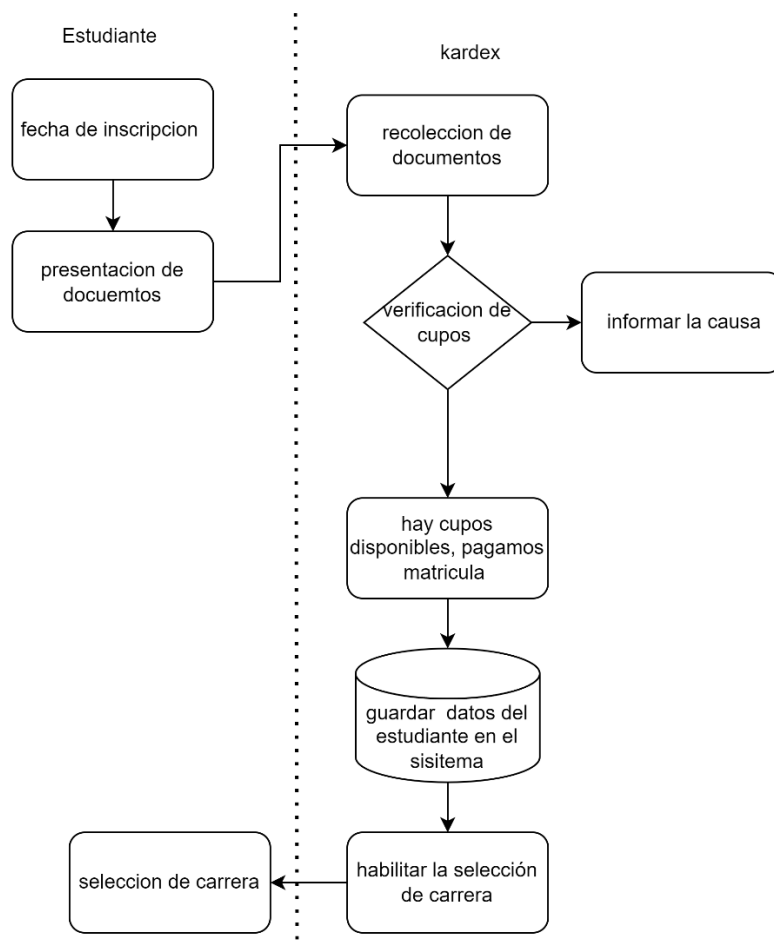 Estudiante
kardex
fecha de inscripcion
recoleccion de
documentos
presentacion de
docuemtos
verificacion de
cupos
informar la causa
hay cupos
disponibles, pagamos
matricula
guardar datos del
estudiante en el
sisitema
seleccion de carrera
habilitar la selección
de carrera